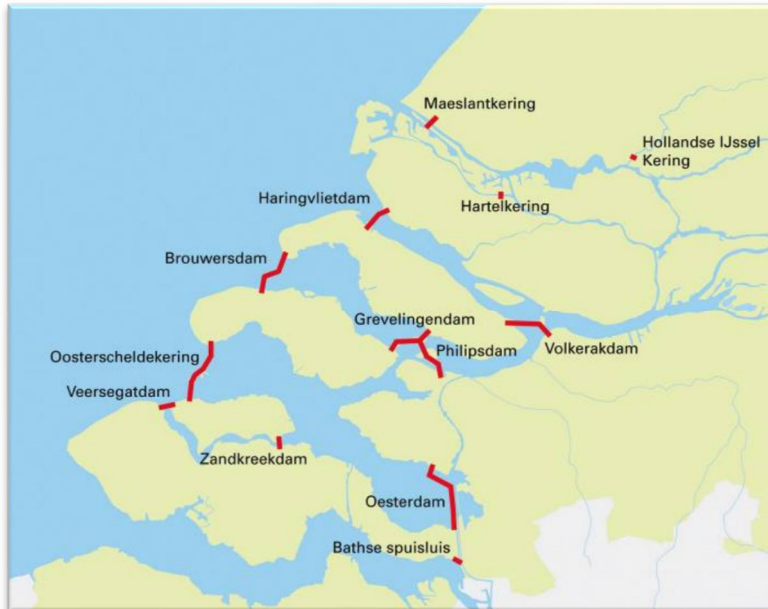 Maeslantkering
Hollandse IJssel
Kering
Haringvlietdam
Hartelkering
Brouwersdam
Grevelingendam
Philipsdam
Volkerakdam
Oosterscheldekering
Veersegatdam
Zandkreekdam
Oesterdam
Bathse spuisluis